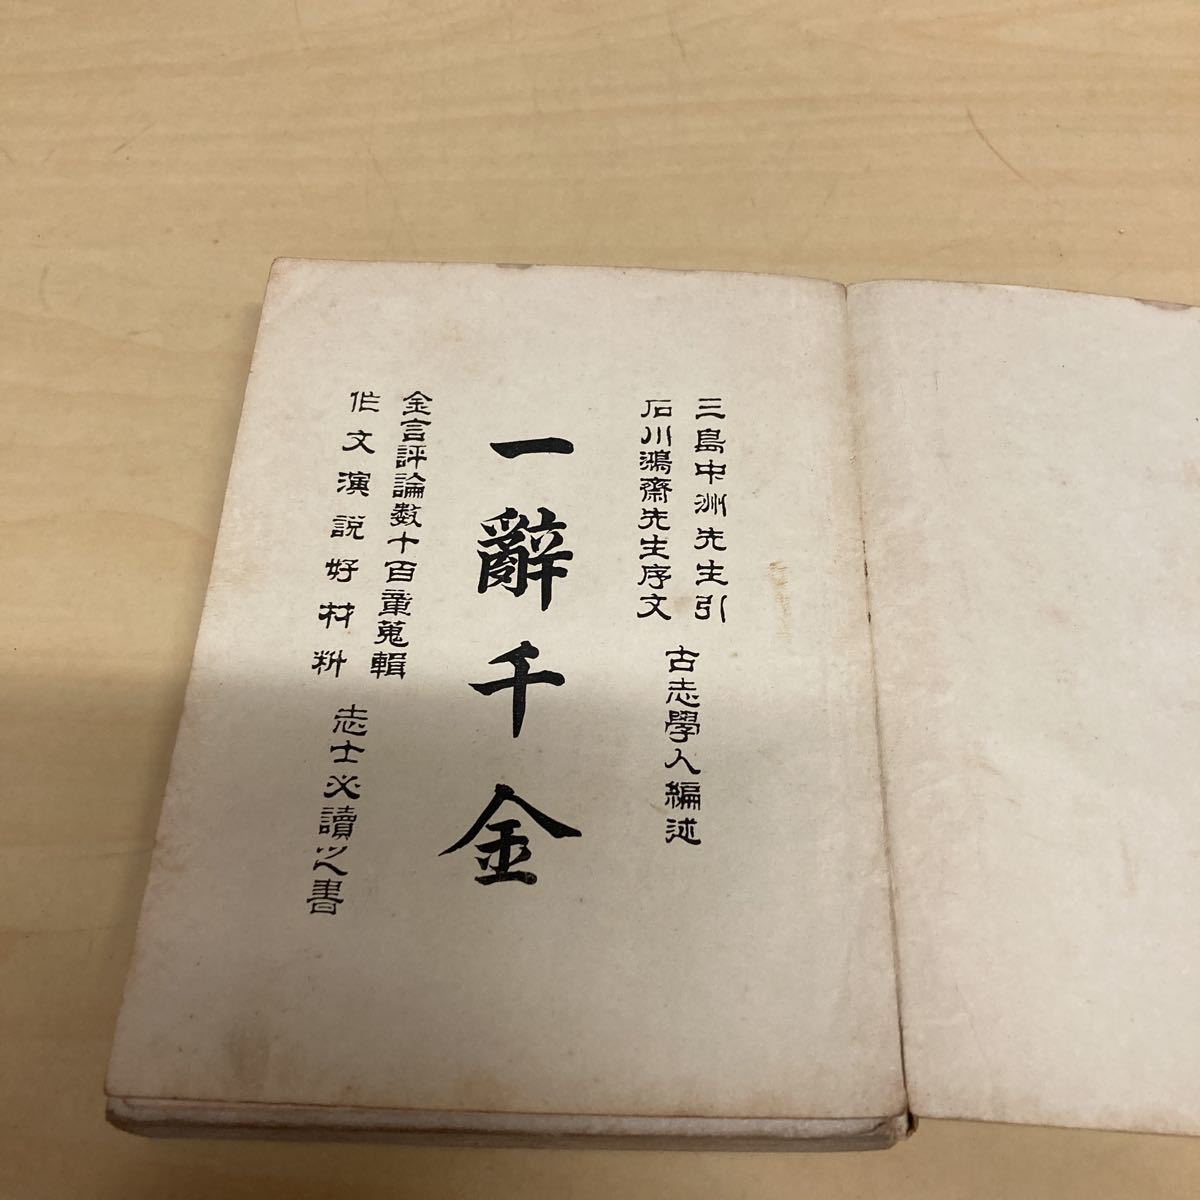 三島中洲先生引
石川鴻齋先生序文
古志學人編述
一辭千金
金言評論数十百章蒐輯
作文演説好材料
志士必讀之書